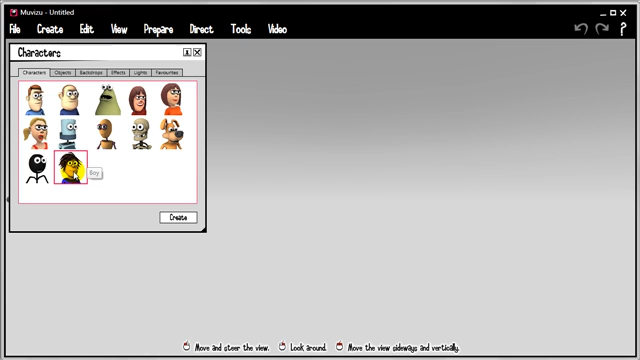 Muvizu - Untitled
File Create Edit View Prepare Direct Tools Video ?
Characters
Characters Objects Backdrops Effects Lights Favourites
Boy
Create
Move and steer the view. Look around. Move the view sideways and vertically.